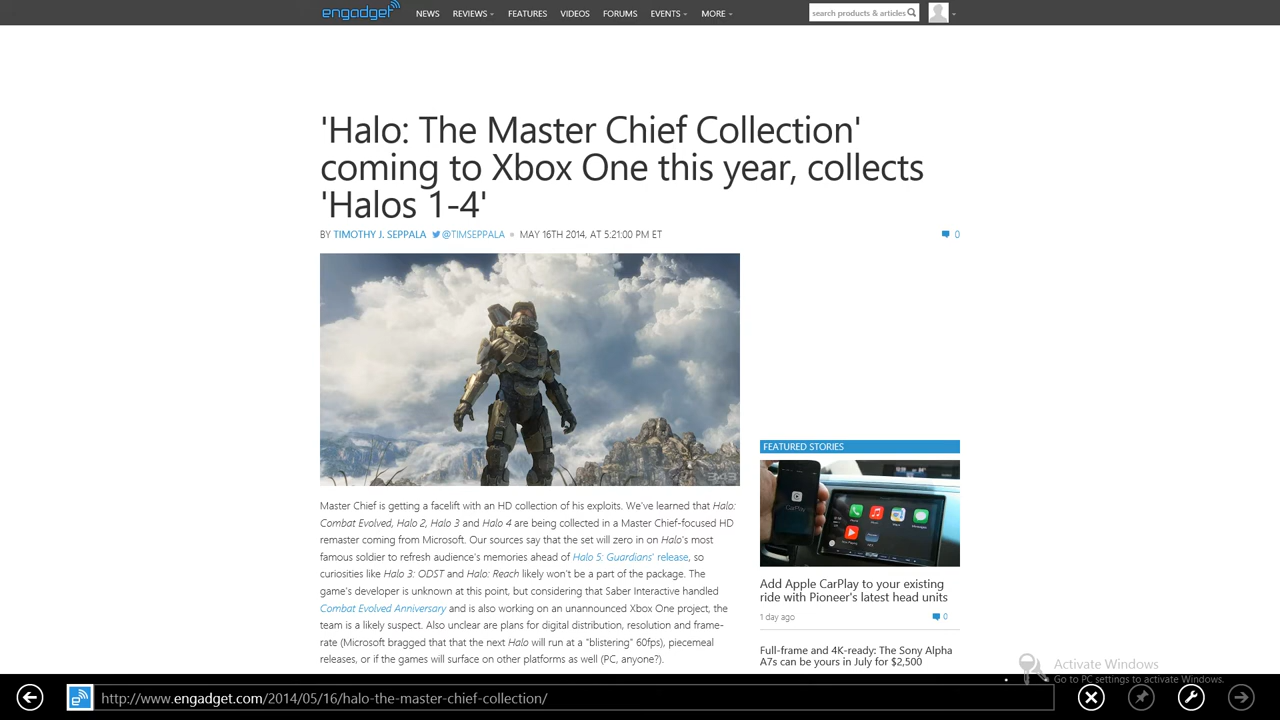 engadget NEWS REVIEWS FEATURES VIDEOS FORUMS EVENTS MORE search products & articles
'Halo: The Master Chief Collection'
coming to Xbox One this year, collects
'Halos 1-4'
BY TIMOTHY J. SEPPALA @TIMSEPPALA MAY 16TH 2014, AT 5:21:00 PM ET 0
343
Master Chief is getting a facelift with an HD collection of his exploits. We've learned that Halo:
Combat Evolved, Halo 2, Halo 3 and Halo 4 are being collected in a Master Chief-focused HD
remaster coming from Microsoft. Our sources say that the set will zero in on Halo's most
famous soldier to refresh audience's memories ahead of Halo 5: Guardians' release, so
curiosities like Halo 3: ODST and Halo: Reach likely won't be a part of the package. The
game's developer is unknown at this point, but considering that Saber Interactive handled
Combat Evolved Anniversary and is also working on an unannounced Xbox One project, the
team is a likely suspect. Also unclear are plans for digital distribution, resolution and frame-
rate (Microsoft bragged that that the next Halo will run at a "blistering" 60fps), piecemeal
releases, or if the games will surface on other platforms as well (PC, anyone?).
FEATURED STORIES
CarPlay
Phone Music Maps Messages
Now Playing
Add Apple CarPlay to your existing
ride with Pioneer's latest head units
1 day ago 0
Full-frame and 4K-ready: The Sony Alpha
A7s can be yours in July for $2,500
Activate Windows
Go to PC settings to activate Windows.
http://www.engadget.com/2014/05/16/halo-the-master-chief-collection/